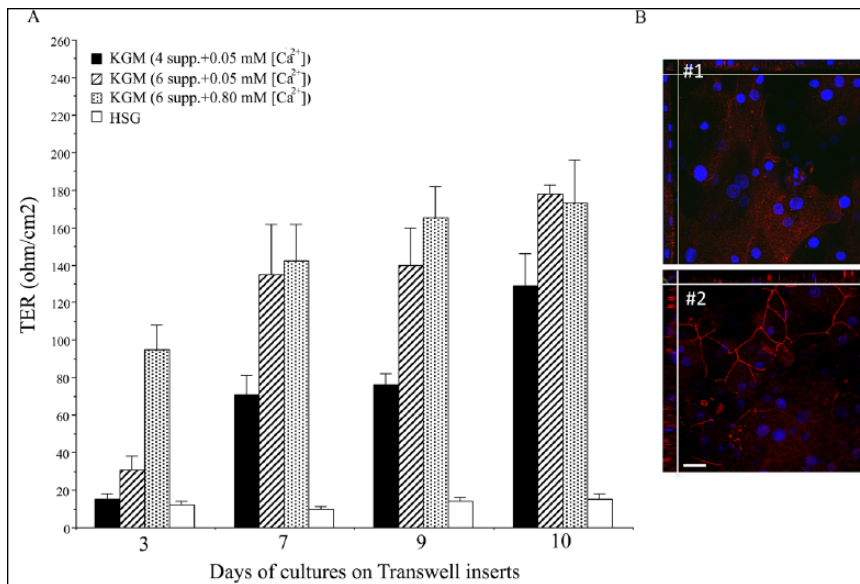 A
B
KGM (4 supp.+0.05 mM [Ca2+])
KGM (6 supp.+0.05 mM [Ca2+])
KGM (6 supp.+0.80 mM [Ca2+])
HSG
260
240
220
200
180
160
140
120
100
80
60
40
20
0
TER (ohm/cm2)
3 7 9 10
Days of cultures on Transwell inserts
#1
#2